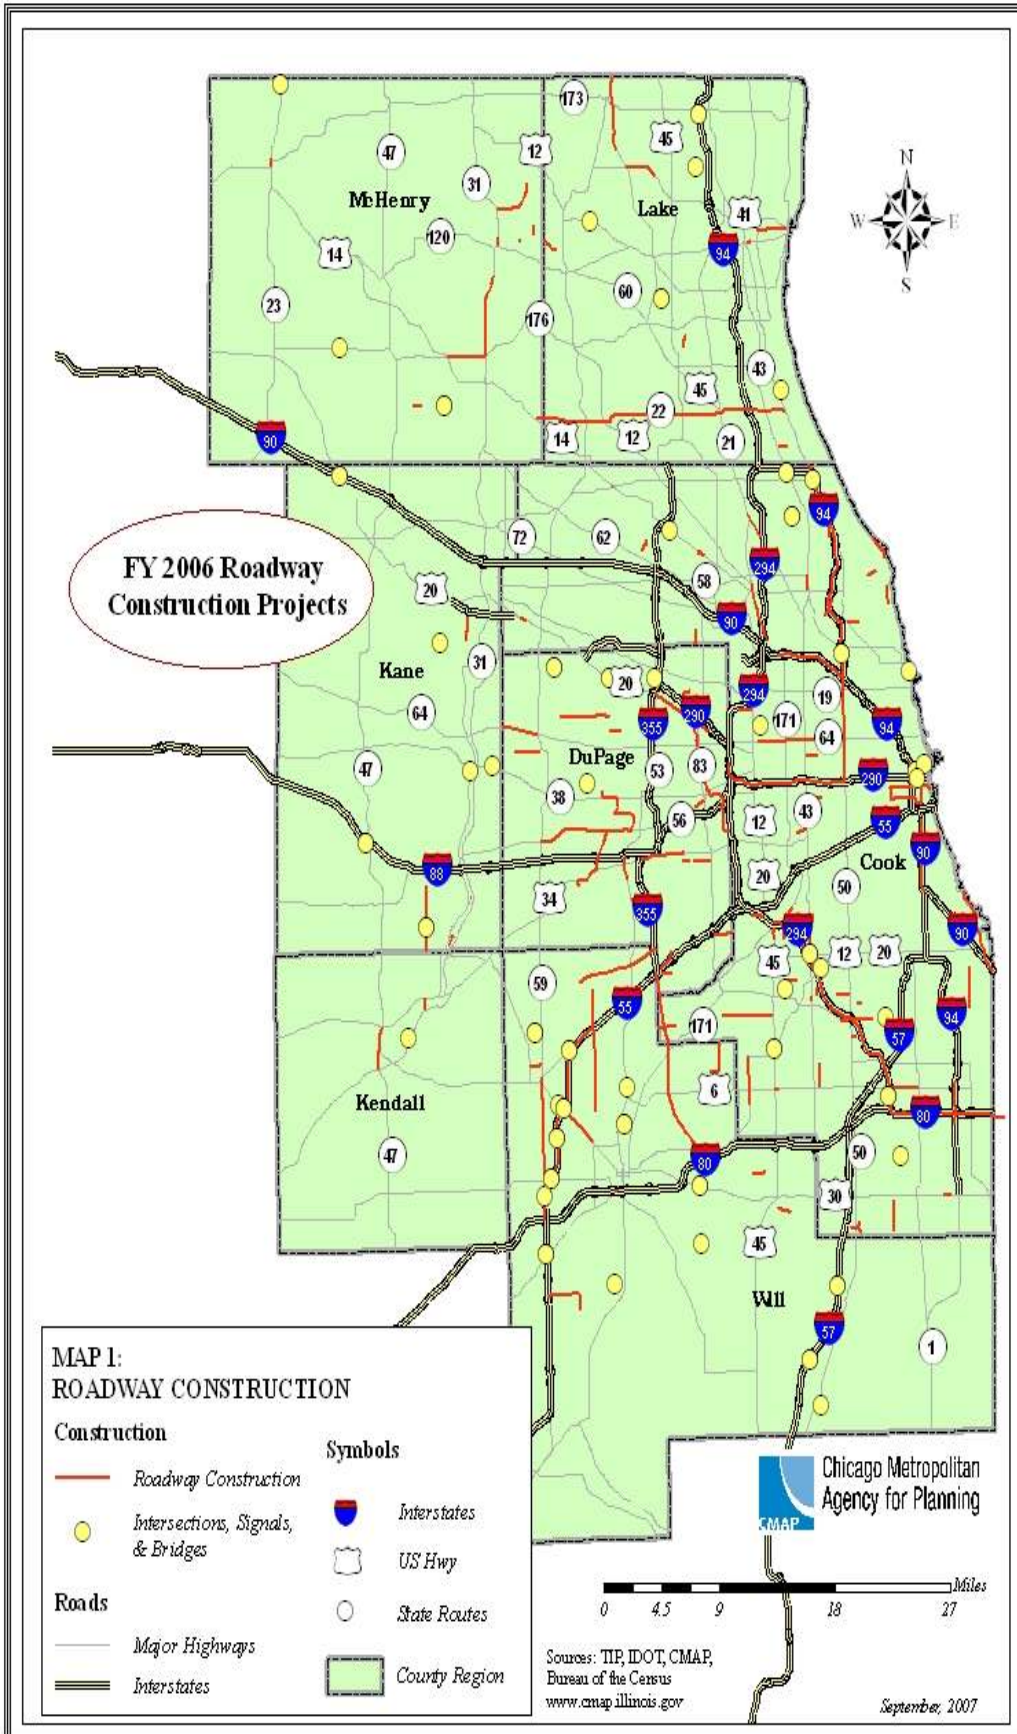 173
47
12
45
31
McHenry
Lake
41
120
14
94
23
60
176
43
45
22
90
14
12
21
94
72
62
FY 2006 Roadway
Construction Projects
294
20
58
90
31
Kane
20
294
19
64
171
355
290
94
64
47
DuPage
53
83
290
38
56
12
43
55
88
Cook
90
20
34
50
355
294
90
45
12
20
59
55
171
94
57
6
Kendall
80
47
80
50
30
45
Will
57
1
MAP 1:
ROADWAY CONSTRUCTION
Construction
Roadway Construction
Intersections, Signals,
& Bridges
Roads
Major Highways
Interstates
Symbols
Interstates
US Hwy
State Routes
County Region
N
W
E
S
CMAP
Chicago Metropolitan
Agency for Planning
Miles
0 4.5 9 18 27
Sources: TIP, IDOT, CMAP,
Bureau of the Census
www.cmap.illinois.gov
September, 2007